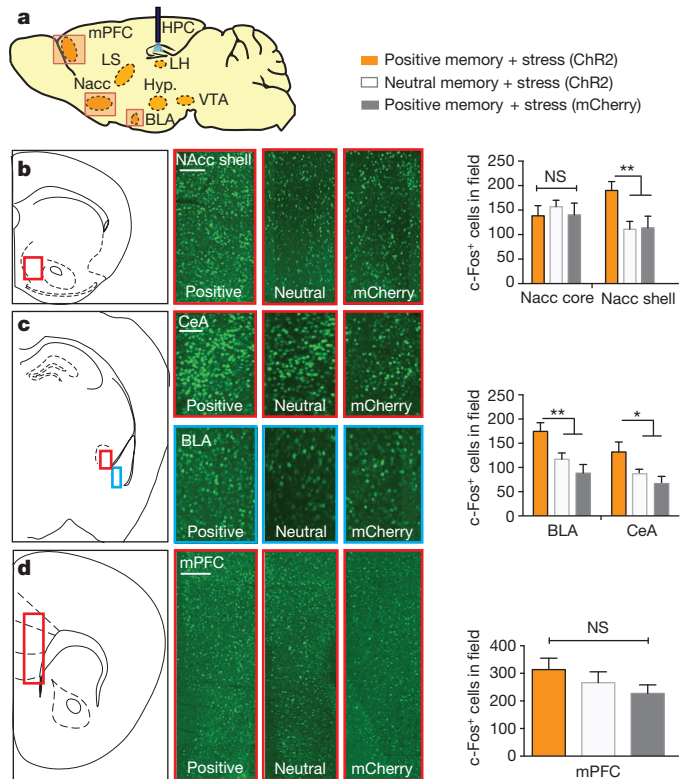 a
mPFC
HPC
LS
LH
Nacc
Hyp.
VTA
BLA
Positive memory + stress (ChR2)
Neutral memory + stress (ChR2)
Positive memory + stress (mCherry)
b
NAcc shell
Positive
Neutral
mCherry
c-Fos+ cells in field
250
200
150
100
50
0
NS
**
Nacc core
Nacc shell
c
CeA
Positive
Neutral
mCherry
BLA
Positive
Neutral
mCherry
c-Fos+ cells in field
250
200
150
100
50
0
**
*
BLA
CeA
d
mPFC
Positive
Neutral
mCherry
c-Fos+ cells in field
400
300
200
100
0
NS
mPFC